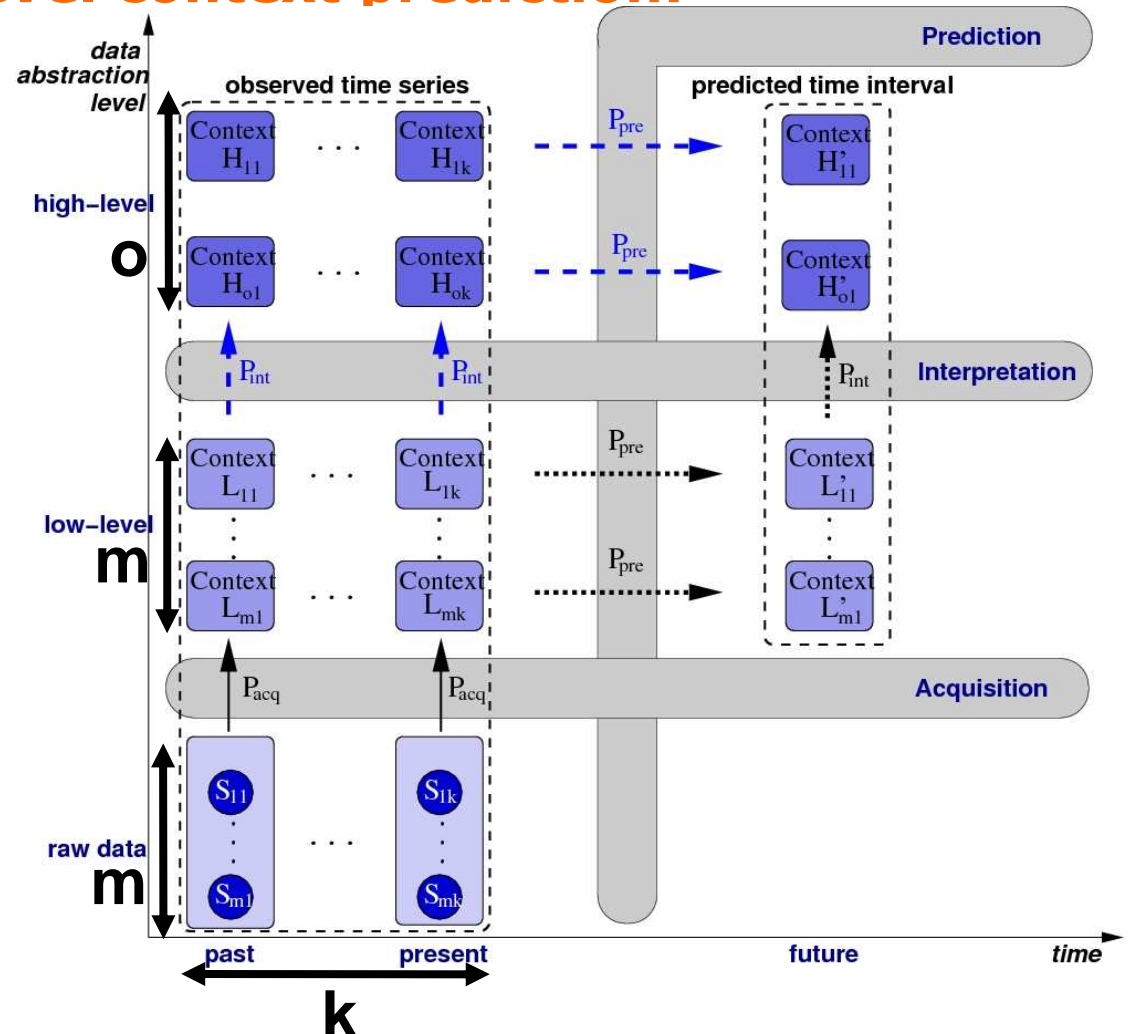 data
abstraction
level
Prediction
observed time series
predicted time interval
Context
H11
. . .
Context
H1k
Ppre
Context
H'11
high–level
o
Context
Ho1
. . .
Context
Hok
Ppre
Context
H'o1
Pint
Pint
Pint
Interpretation
Context
L11
. . .
Context
L1k
Ppre
Context
L'11
low–level
m
Context
Lm1
. . .
Context
Lmk
Ppre
Context
L'm1
Pacq
Pacq
Acquisition
S11
S1k
raw data
. . .
m
Sm1
Smk
past
present
future
time
k